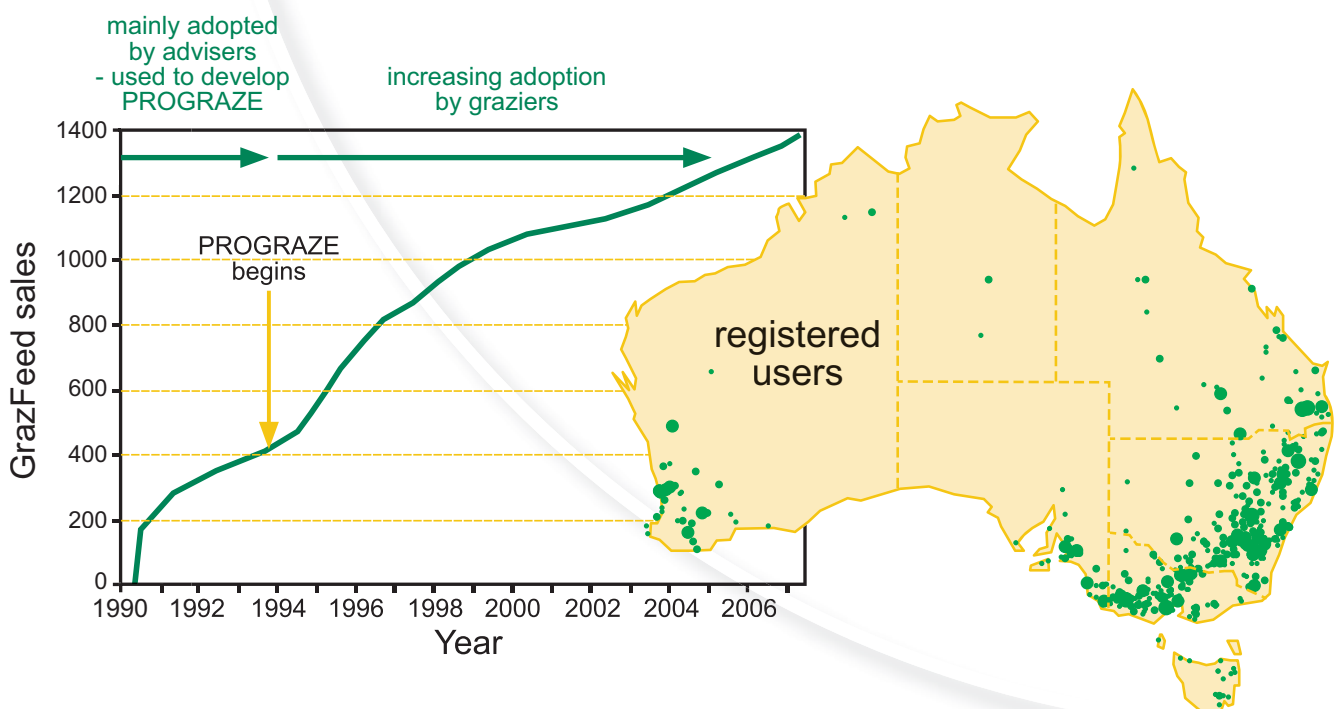 mainly adopted
by advisers
- used to develop
PROGRAZE
increasing adoption
by graziers
1400
1200
1000
800
600
400
200
0
GrazFeed sales
PROGRAZE
begins
registered
users
1990 1992 1994 1996 1998 2000 2002 2004 2006
Year